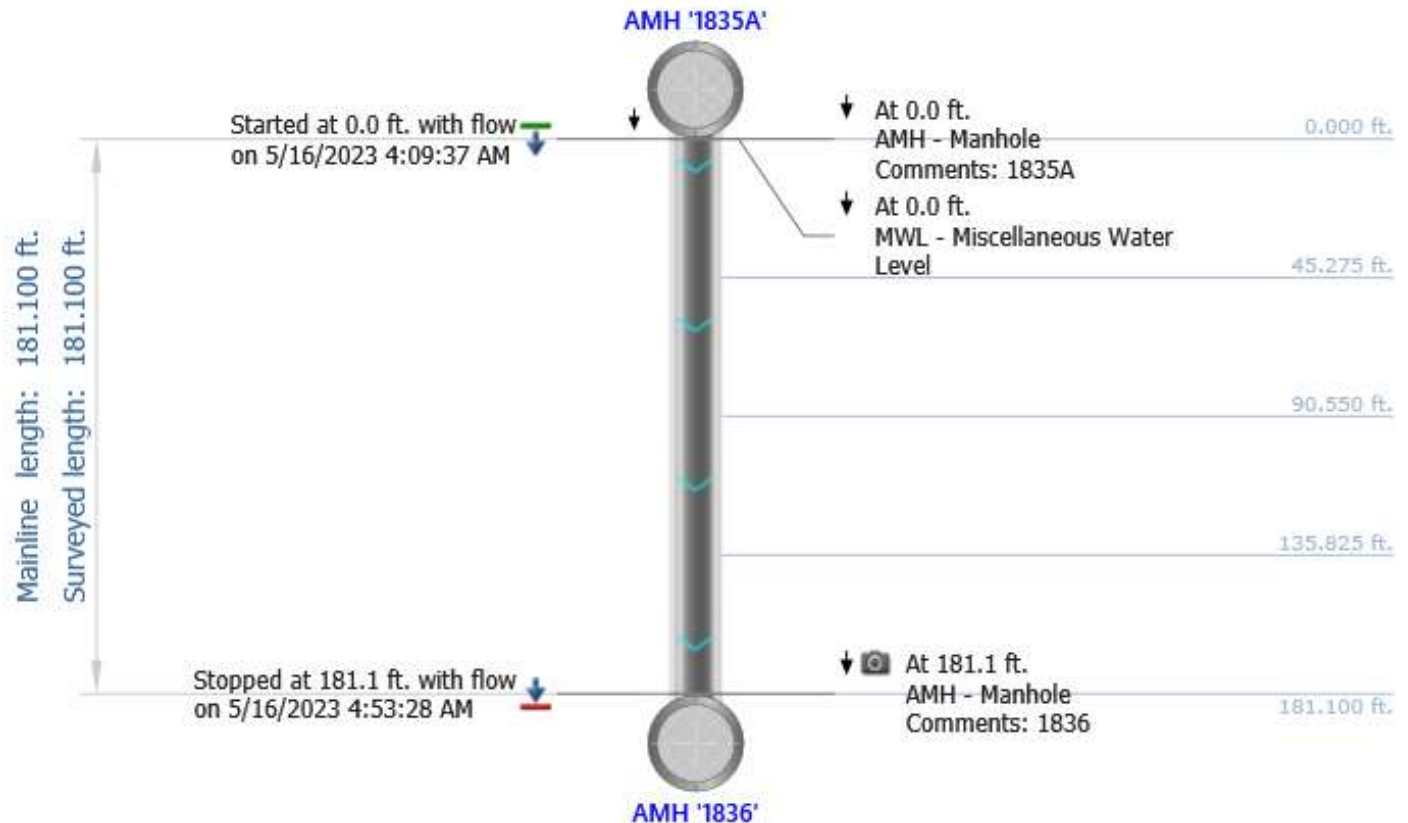 AMH '1835A'
Started at 0.0 ft. with flow
on 5/16/2023 4:09:37 AM
At 0.0 ft.
AMH - Manhole
Comments: 1835A
0.000 ft.
At 0.0 ft.
MWL - Miscellaneous Water
Level
45.275 ft.
Mainline length: 181.100 ft.
Surveyed length: 181.100 ft.
90.550 ft.
135.825 ft.
Stopped at 181.1 ft. with flow
on 5/16/2023 4:53:28 AM
At 181.1 ft.
AMH - Manhole
Comments: 1836
181.100 ft.
AMH '1836'